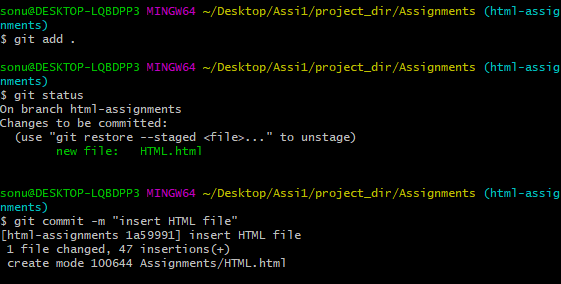 sonu@DESKTOP-LQBDPP3 MINGW64 ~/Desktop/Assi1/project_dir/Assignments (html-assig
nments)
$ git add .
sonu@DESKTOP-LQBDPP3 MINGW64 ~/Desktop/Assi1/project_dir/Assignments (html-assig
nments)
$ git status
On branch html-assignments
Changes to be committed:
  (use "git restore --staged <file>..." to unstage)
        new file:   HTML.html
sonu@DESKTOP-LQBDPP3 MINGW64 ~/Desktop/Assi1/project_dir/Assignments (html-assig
nments)
$ git commit -m "insert HTML file"
[html-assignments 1a59991] insert HTML file
 1 file changed, 47 insertions(+)
 create mode 100644 Assignments/HTML.html